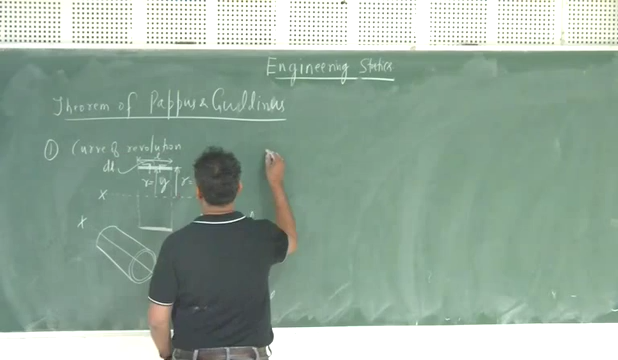 Engineering Statics
Theorem of Pappus & Guldinus
① Curve of revolution
dl
y
X
X